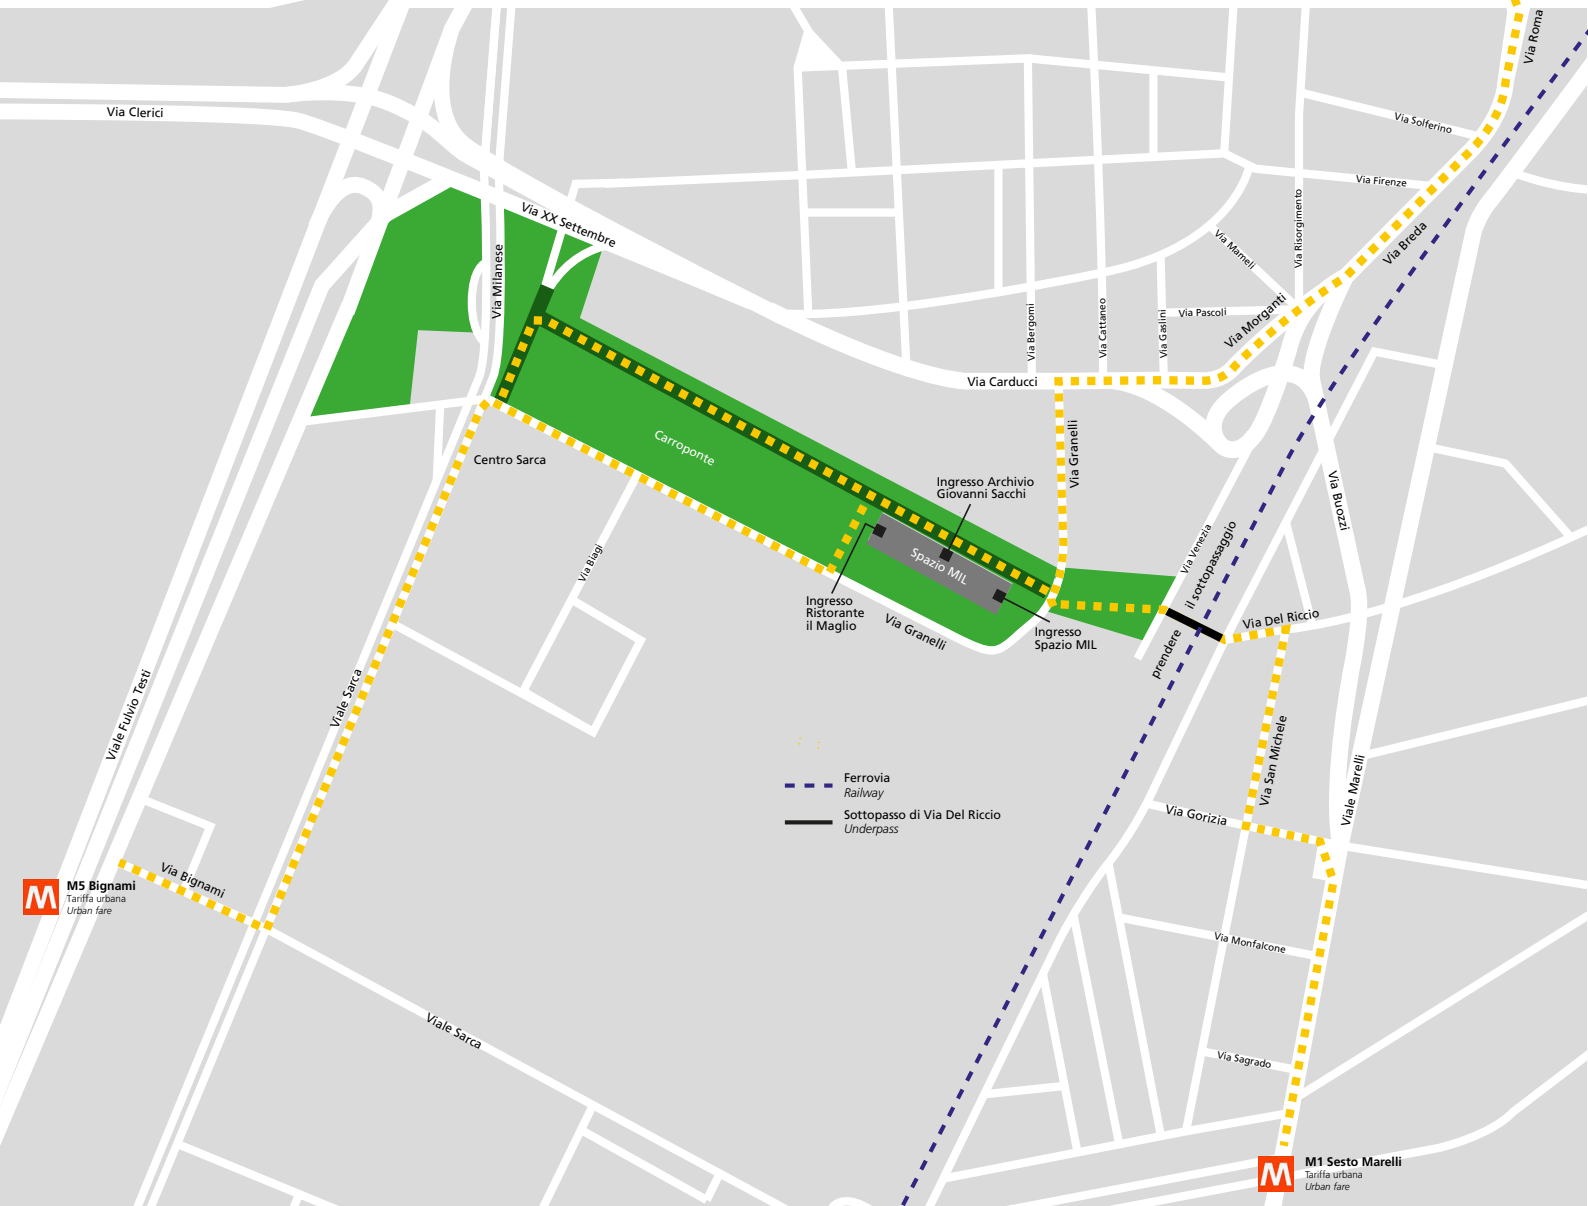 Via Roma
Via Clerici
Via Solferino
Via Firenze
Via XX Settembre
Via Risorgimento
Via Breda
Via Mameli
Via Milanese
Via Morganti
Via Pascoli
Via Bergomi
Via Cattaneo
Via Gaslini
Via Carducci
Carroponte
Via Granelli
Centro Sarca
Ingresso Archivio
Giovanni Sacchi
Via Buozzi
Via Venezia
prendere il sottopassaggio
Via Biagi
Spazio MIL
Ingresso
Ristorante
il Maglio
Via Granelli
Ingresso
Spazio MIL
Via Del Riccio
Viale Fulvio Testi
Viale Sarca
Via San Michele
Viale Marelli
Ferrovia
Railway
Sottopasso di Via Del Riccio
Underpass
Via Gorizia
Via Bignami
M
M5 Bignami
Tariffa urbana
Urban fare
Via Monfalcone
Viale Sarca
Via Sagrado
M
M1 Sesto Marelli
Tariffa urbana
Urban fare